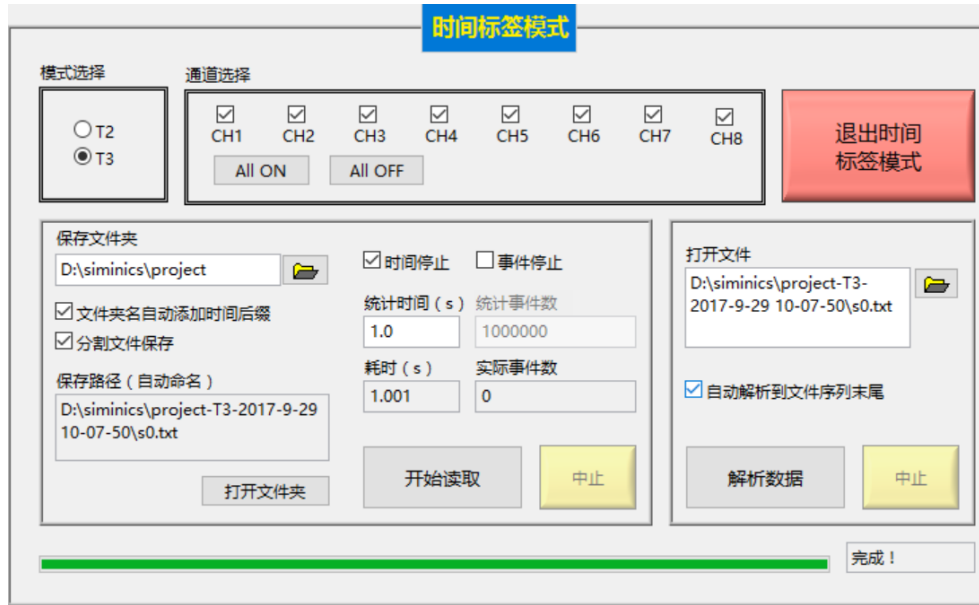 时间标签模式
模式选择
通道选择
T2
T3
CH1 CH2 CH3 CH4 CH5 CH6 CH7 CH8
All ON All OFF
退出时间
标签模式
保存文件夹
D:\siminics\project
文件夹名自动添加时间后缀
分割文件保存
保存路径（自动命名）
D:\siminics\project-T3-2017-9-29
10-07-50\s0.txt
打开文件夹
时间停止 事件停止
统计时间（s） 统计事件数
1.0 1000000
耗时（s） 实际事件数
1.001 0
开始读取 中止
打开文件
D:\siminics\project-T3-
2017-9-29 10-07-50\s0.txt
自动解析到文件序列末尾
解析数据 中止
完成！